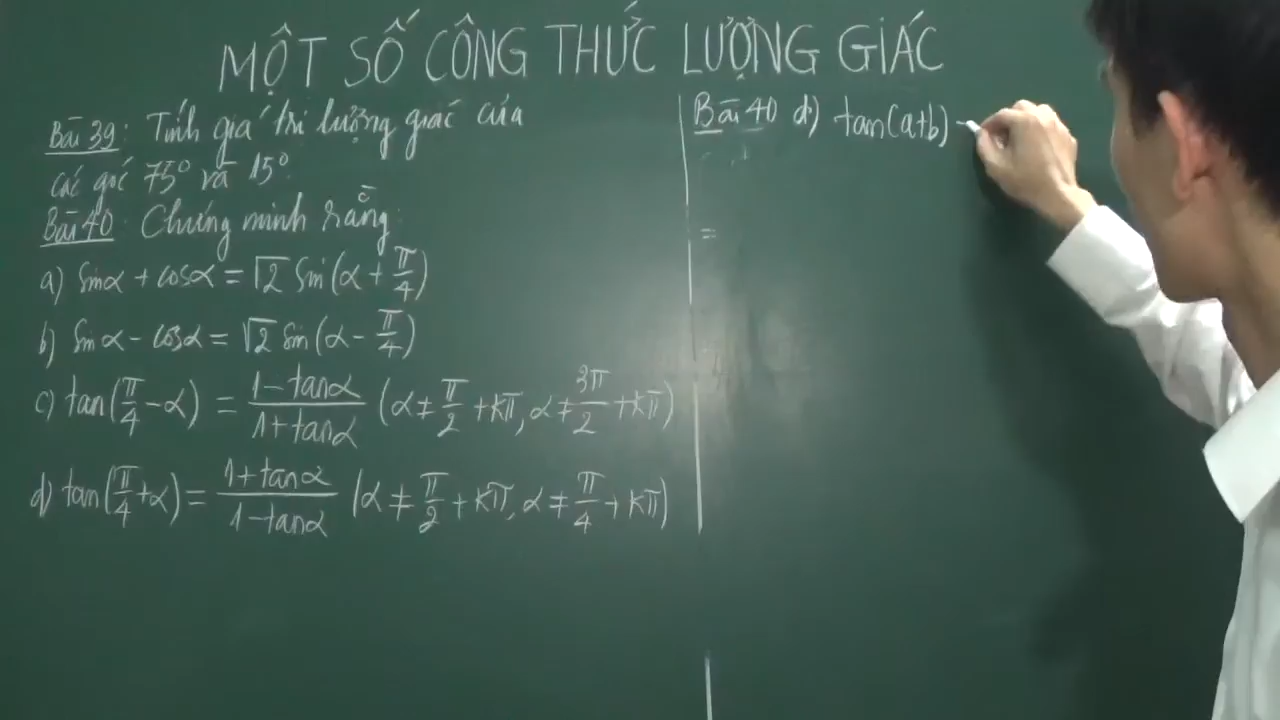 MỘT SỐ CÔNG THỨC LƯỢNG GIÁC
Bài 39: Tính giá trị lượng giác của
các góc 75° và 15°.
Bài 40: Chứng minh rằng:
a) sinα + cosα = √2 sin(α + π/4)
b) sinα - cosα = √2 sin(α - π/4)
c) tan(π/4 - α) = (1 - tanα)/(1 + tanα) (α ≠ π/2 + kπ, α ≠ 3π/2 + kπ)
d) tan(π/4 + α) = (1 + tanα)/(1 - tanα) (α ≠ π/2 + kπ, α ≠ π/4 + kπ)
Bài 40 d) tan(a+b) -
=